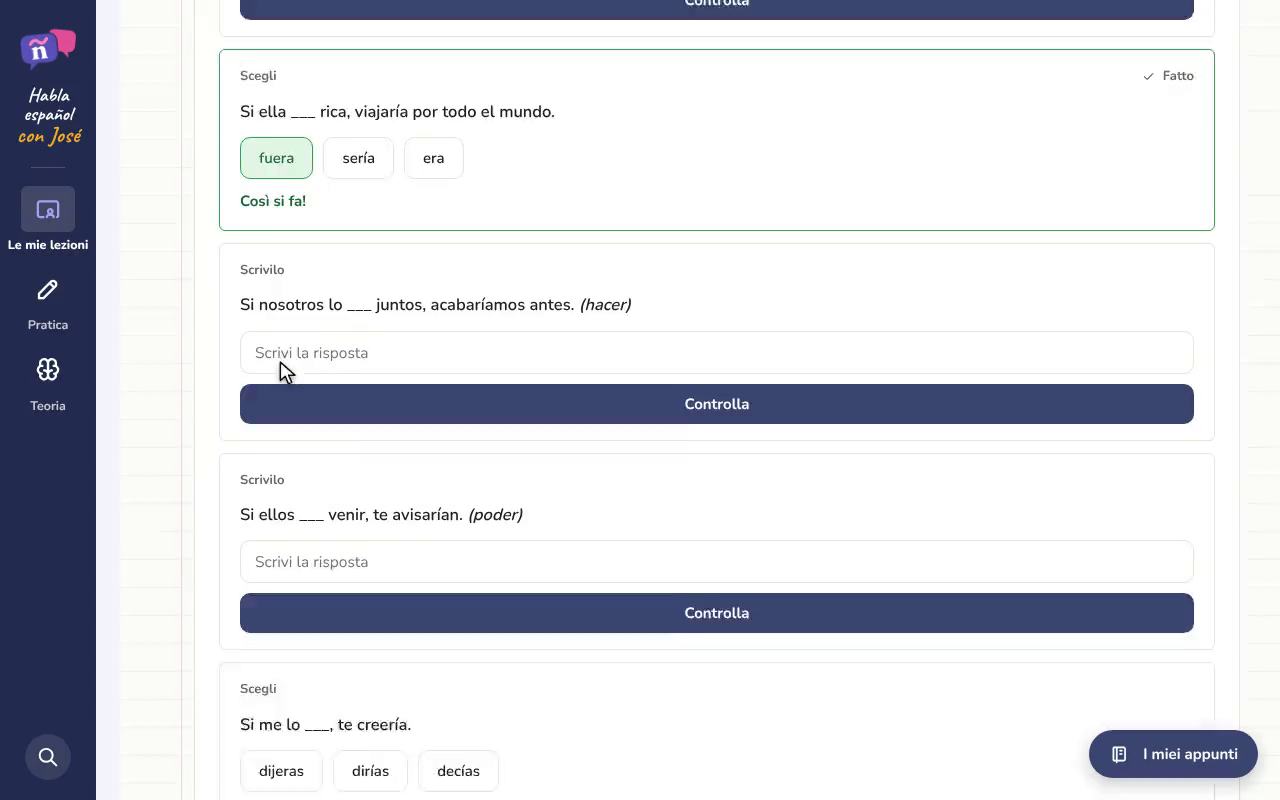 ñ
Habla
español
con José
Le mie lezioni
Pratica
Teoria
Controlla
Scegli
Fatto
Si ella ___ rica, viajaría por todo el mundo.
fuera
sería
era
Così si fa!
Scrivilo
Si nosotros lo ___ juntos, acabaríamos antes. (hacer)
Scrivi la risposta
Controlla
Scrivilo
Si ellos ___ venir, te avisarían. (poder)
Scrivi la risposta
Controlla
Scegli
Si me lo ___, te creería.
dijeras
dirías
decías
I miei appunti